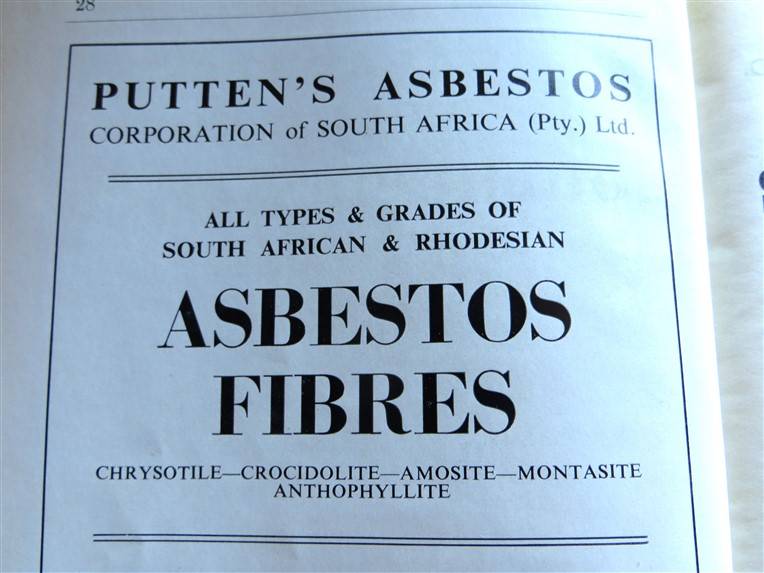 28
PUTTEN'S ASBESTOS
CORPORATION of SOUTH AFRICA (Pty.) Ltd.
ALL TYPES & GRADES OF
SOUTH AFRICAN & RHODESIAN
ASBESTOS
FIBRES
CHRYSOTILE—CROCIDOLITE—AMOSITE—MONTASITE
ANTHOPHYLLITE